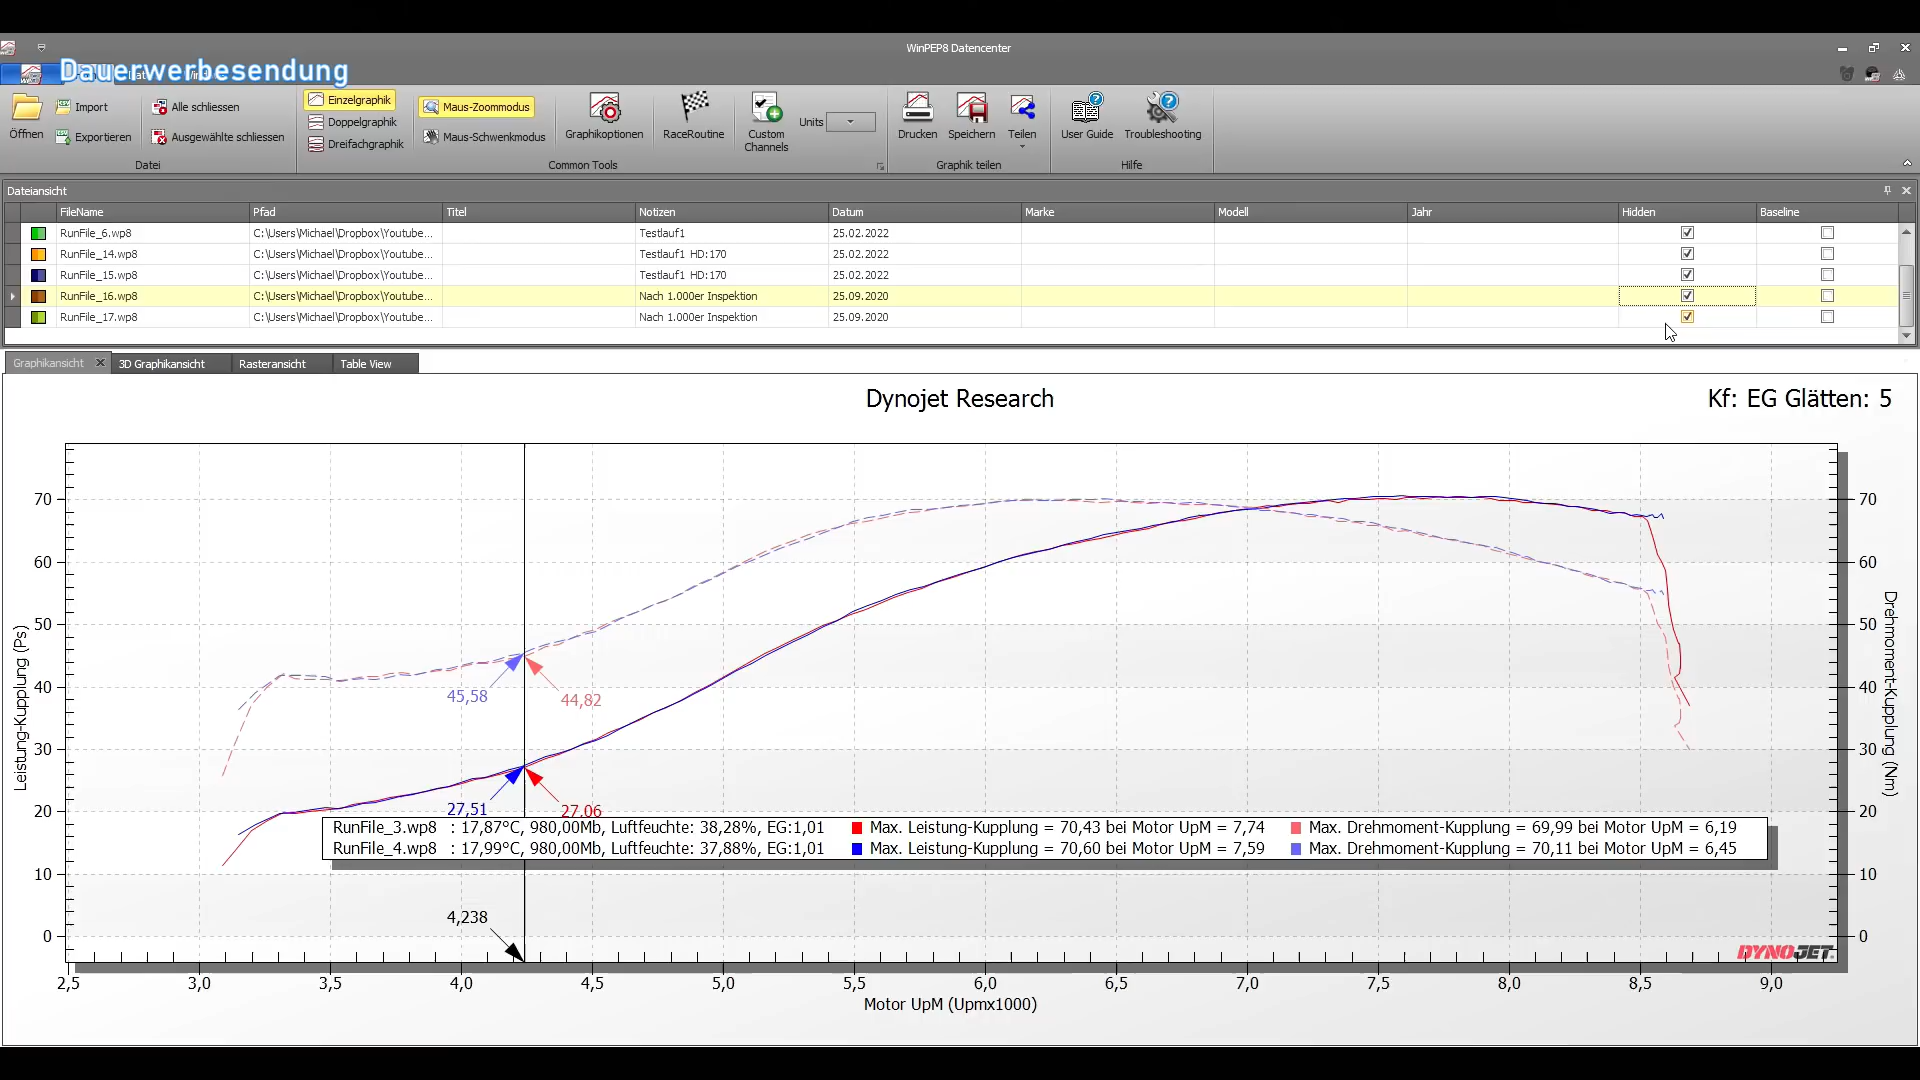 WinPEP8 Datencenter
Dauerwerbesendung
Öffnen
Import
Exportieren
Alle schliessen
Ausgewählte schliessen
Datei
Einzelgraphik
Doppelgraphik
Dreifachgraphik
Maus-Zoommodus
Maus-Schwenkmodus
Graphikoptionen
RaceRoutine
Custom
Channels
Units
Common Tools
Drucken
Speichern
Teilen
Graphik teilen
User Guide
Troubleshooting
Hilfe
Dateiansicht
FileName Pfad Titel Notizen Datum Marke Modell Jahr Hidden Baseline
RunFile_6.wp8 C:\Users\Michael\Dropbox\Youtube... Testlauf1 25.02.2022
RunFile_14.wp8 C:\Users\Michael\Dropbox\Youtube... Testlauf1 HD:170 25.02.2022
RunFile_15.wp8 C:\Users\Michael\Dropbox\Youtube... Testlauf1 HD:170 25.02.2022
RunFile_16.wp8 C:\Users\Michael\Dropbox\Youtube... Nach 1.000er Inspektion 25.09.2020
RunFile_17.wp8 C:\Users\Michael\Dropbox\Youtube... Nach 1.000er Inspektion 25.09.2020
Graphikansicht 3D Graphikansicht Rasteransicht Table View
Dynojet Research
Kf: EG Glätten: 5
Leistung-Kupplung (Ps)
70
60
50
40
30
20
10
0
45,58
44,82
27,51
27,06
RunFile_3.wp8 : 17,87°C, 980,00Mb, Luftfeuchte: 38,28%, EG:1,01 Max. Leistung-Kupplung = 70,43 bei Motor UpM = 7,74 Max. Drehmoment-Kupplung = 69,99 bei Motor UpM = 6,19
RunFile_4.wp8 : 17,99°C, 980,00Mb, Luftfeuchte: 37,88%, EG:1,01 Max. Leistung-Kupplung = 70,60 bei Motor UpM = 7,59 Max. Drehmoment-Kupplung = 70,11 bei Motor UpM = 6,45
4,238
70
60
50
40
30
20
10
0
Drehmoment-Kupplung (Nm)
DYNOJET
2,5 3,0 3,5 4,0 4,5 5,0 5,5 6,0 6,5 7,0 7,5 8,0 8,5 9,0
Motor UpM (Upmx1000)